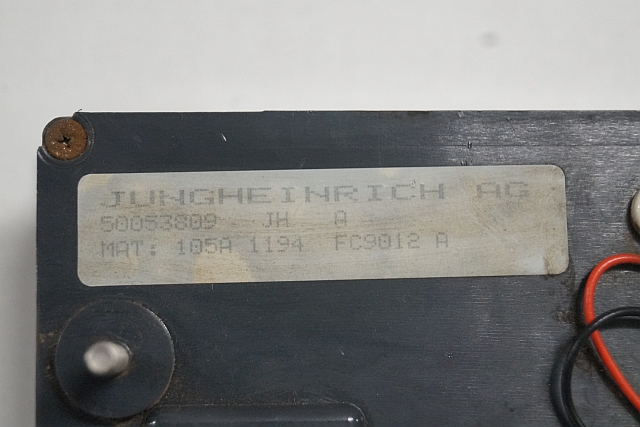 JUNGHEINRICH AG
50053809 JH A
MAT: 105A 1194 FC9012 A